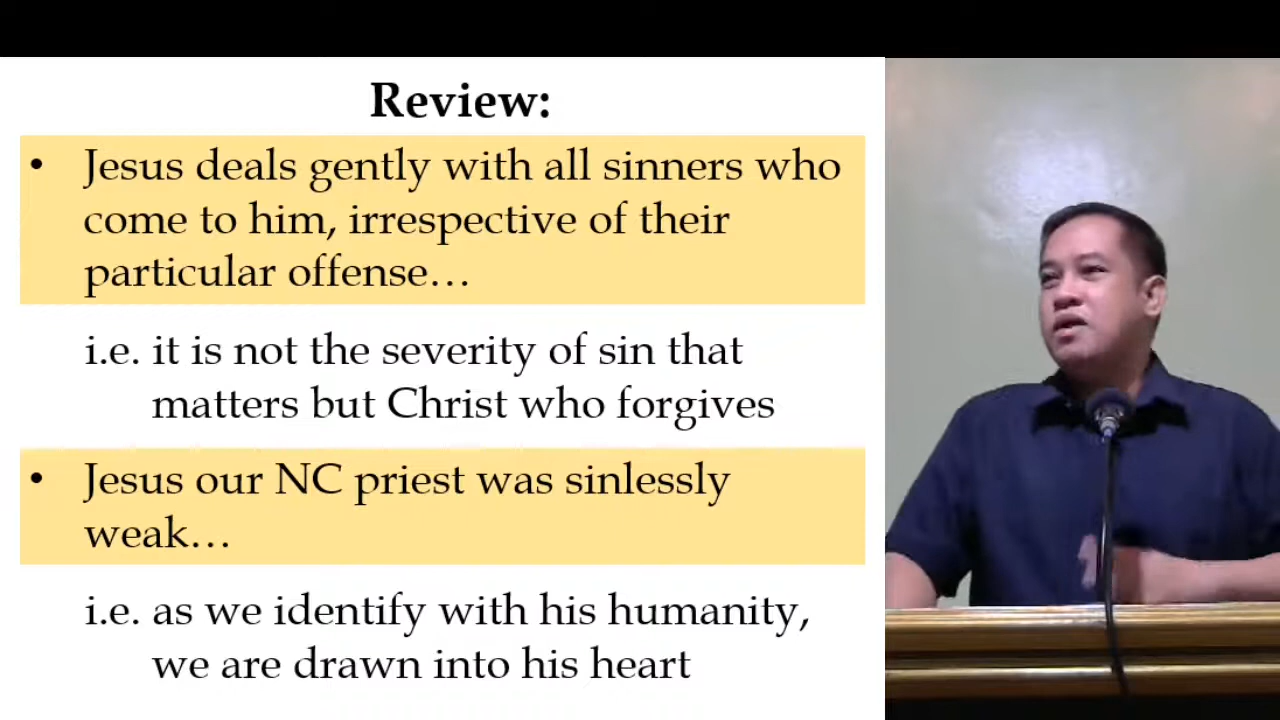 Review:
• Jesus deals gently with all sinners who
come to him, irrespective of their
particular offense…
i.e. it is not the severity of sin that
matters but Christ who forgives
• Jesus our NC priest was sinlessly
weak…
i.e. as we identify with his humanity,
we are drawn into his heart